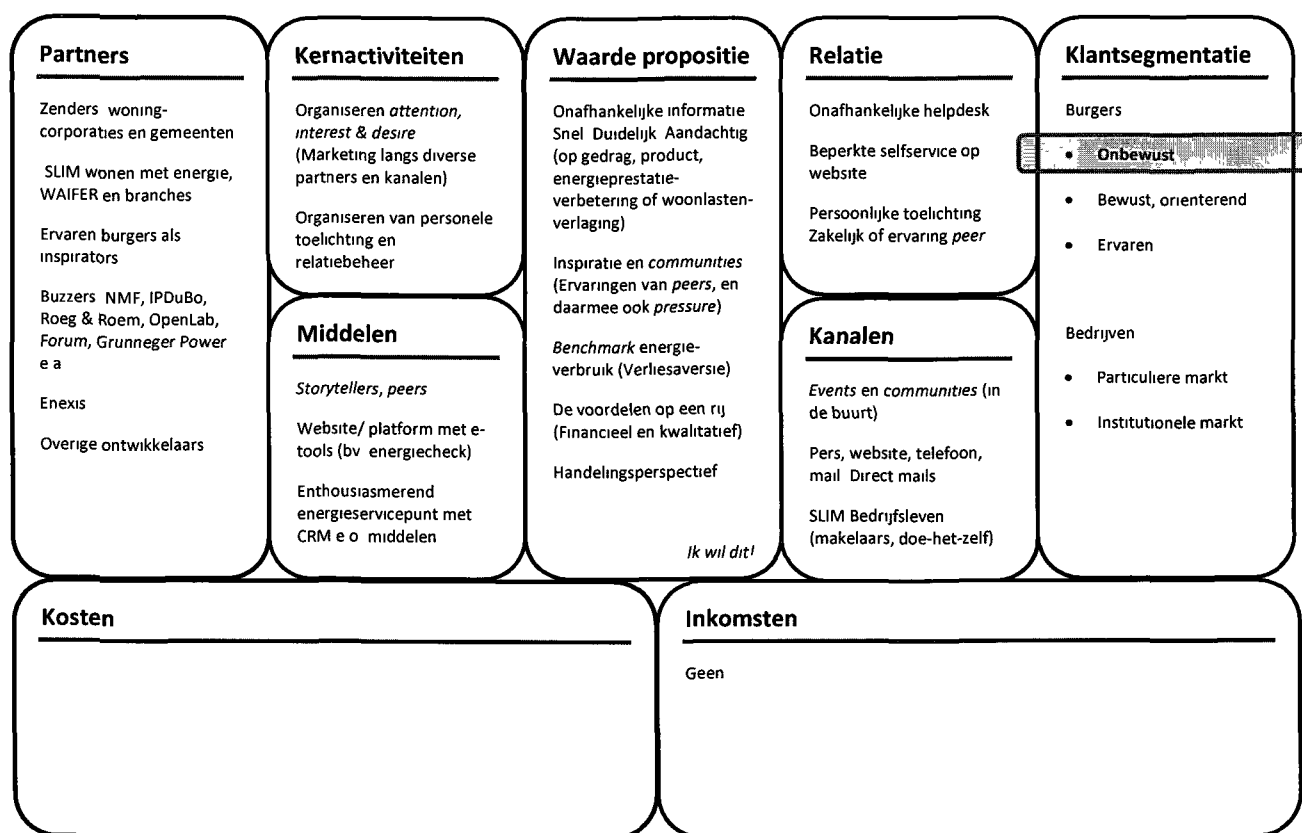 Partners
Zenders woning-
corporaties en gemeenten
SLIM wonen met energie,
WAIFER en branches
Ervaren burgers als
inspirators
Buzzers NMF, IPDuBo,
Roeg & Roem, OpenLab,
Forum, Grunneger Power
e a
Enexis
Overige ontwikkelaars
Kernactiviteiten
Organiseren attention,
interest & desire
(Marketing langs diverse
partners en kanalen)
Organiseren van personele
toelichting en
relatiebeheer
Middelen
Storytellers, peers
Website/ platform met e-
tools (bv energiecheck)
Enthousiasmerend
energieservicepunt met
CRM e o middelen
Waarde propositie
Onafhankelijke informatie
Snel Duidelijk Aandachtig
(op gedrag, product,
energieprestatie-
verbetering of woonlasten-
verlaging)
Inspiratie en communities
(Ervaringen van peers, en
daarmee ook pressure)
Benchmark energie-
verbruik (Verliesaversie)
De voordelen op een rij
(Financieel en kwalitatief)
Handelingsperspectief
Ik wil dit!
Relatie
Onafhankelijke helpdesk
Beperkte selfservice op
website
Persoonlijke toelichting
Zakelijk of ervaring peer
Kanalen
Events en communities (in
de buurt)
Pers, website, telefoon,
mail Direct mails
SLIM Bedrijfsleven
(makelaars, doe-het-zelf)
Klantsegmentatie
Burgers
• Onbewust
• Bewust, orienterend
• Ervaren
Bedrijven
• Particuliere markt
• Institutionele markt
Kosten
Inkomsten
Geen